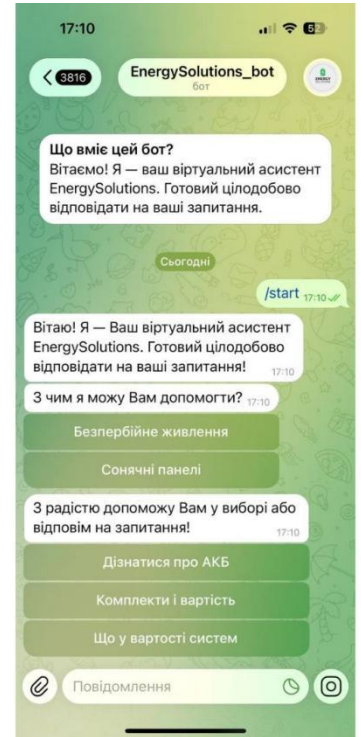 17:10
5
3816
EnergySolutions_bot
бот
ENERGY
Що вміє цей бот?
Вітаємо! Я — ваш віртуальний асистент
EnergySolutions. Готовий цілодобово
відповідати на ваші запитання.
Сьогодні
/start 17:10
Вітаю! Я — Ваш віртуальний асистент
EnergySolutions. Готовий цілодобово
відповідати на ваші запитання! 17:10
З чим я можу Вам допомогти? 17:10
Безпербійне живлення
Сонячні панелі
З радістю допоможу Вам у виборі або
відповім на запитання! 17:10
Дізнатися про АКБ
Комплекти і вартість
Що у вартості систем
Повідомлення